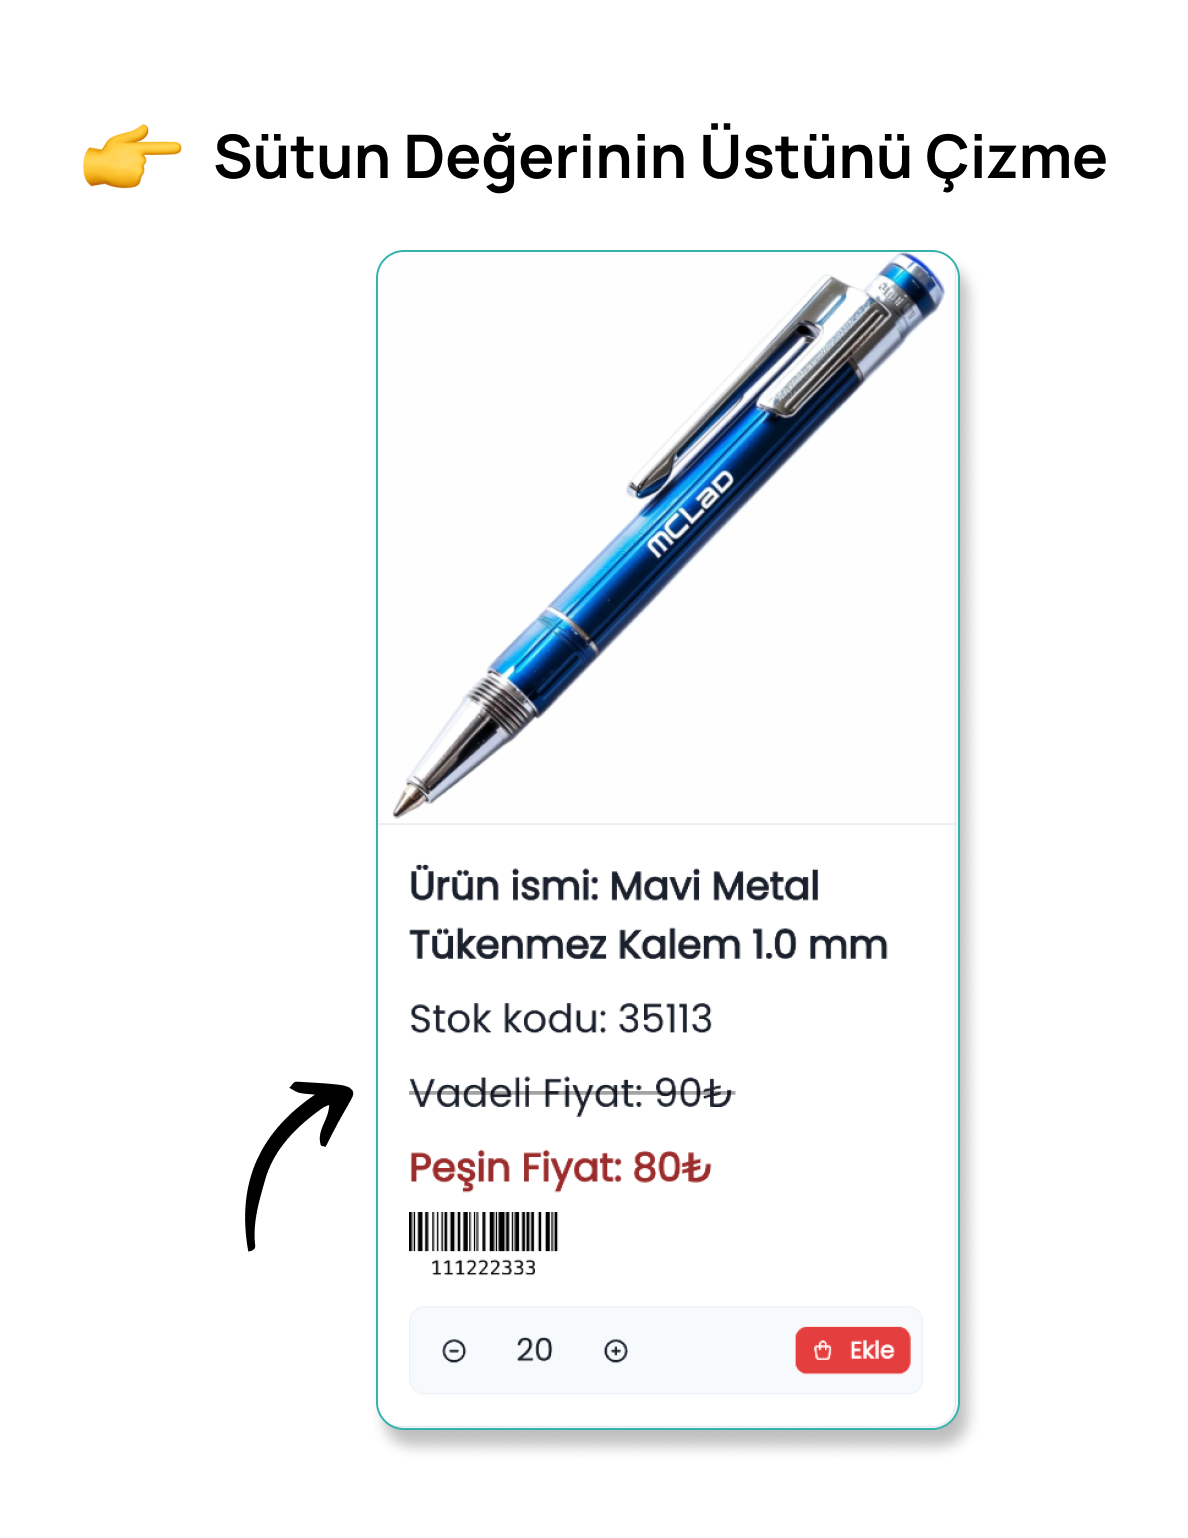 Sütun Değerinin Üstünü Çizme
MCLaD
Ürün ismi: Mavi Metal
Tükenmez Kalem 1.0 mm
Stok kodu: 35113
Vadeli Fiyat: 90₺
Peşin Fiyat: 80₺
111222333
20
Ekle